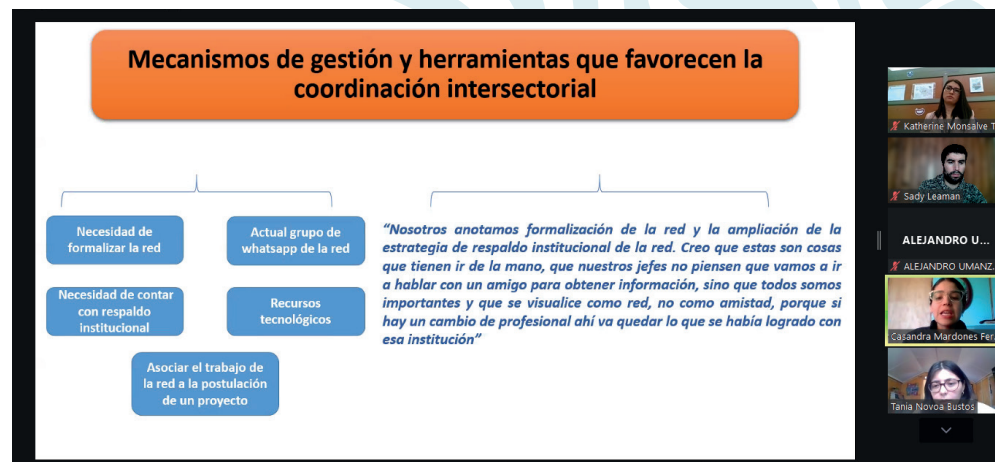 Mecanismos de gestión y herramientas que favorecen la
coordinación intersectorial
Necesidad de
formalizar la red
Actual grupo de
whatsapp de la red
Necesidad de contar
con respaldo
institucional
Recursos
tecnológicos
Asociar el trabajo de
la red a la postulación
de un proyecto
“Nosotros anotamos formalización de la red y la ampliación de la
estrategia de respaldo institucional de la red. Creo que estas son cosas
que tienen ir de la mano, que nuestros jefes no piensen que vamos a ir
a hablar con un amigo para obtener información, sino que todos somos
importantes y que se visualice como red, no como amistad, porque si
hay un cambio de profesional ahí va quedar lo que se había logrado con
esa institución”
Katherine Monsalve T
Sady Leaman
ALEJANDRO U...
ALEJANDRO UMANZ.
Casandra Mardones Fer
Tania Novoa Bustos